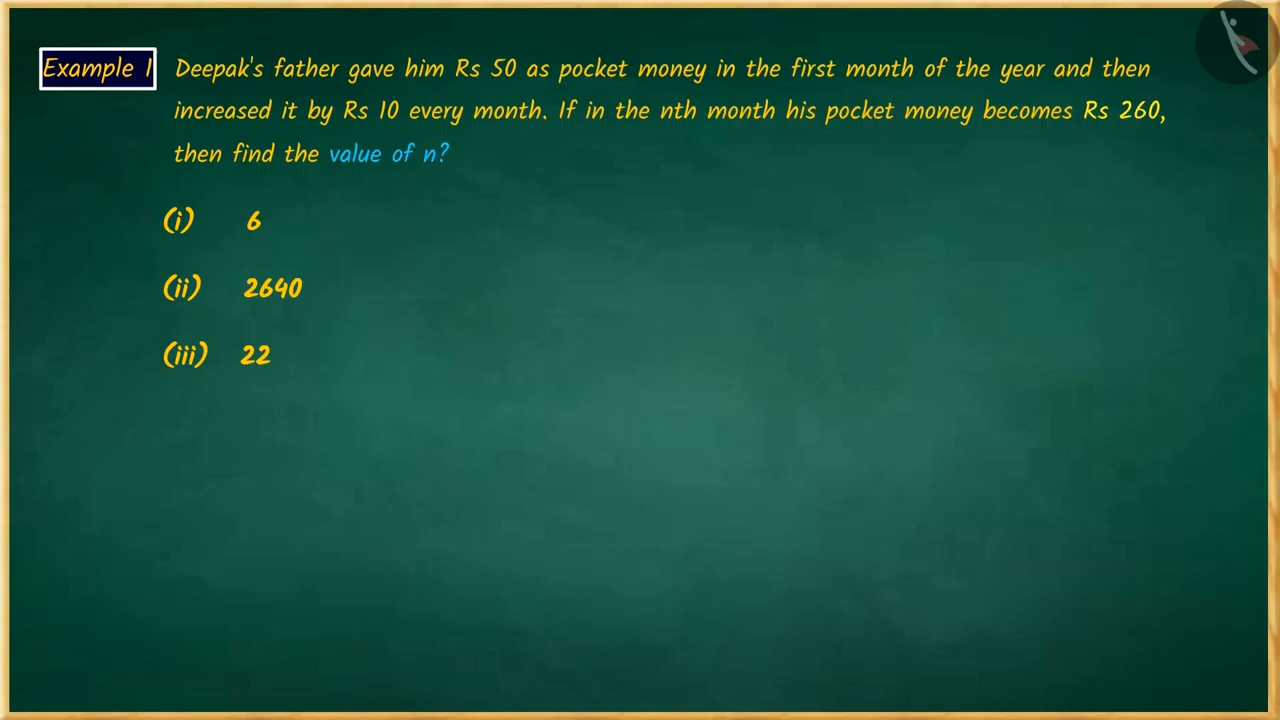 Example 1
Deepak's father gave him Rs 50 as pocket money in the first month of the year and then
increased it by Rs 10 every month. If in the nth month his pocket money becomes Rs 260,
then find the value of n?
(i) 6
(ii) 2640
(iii) 22